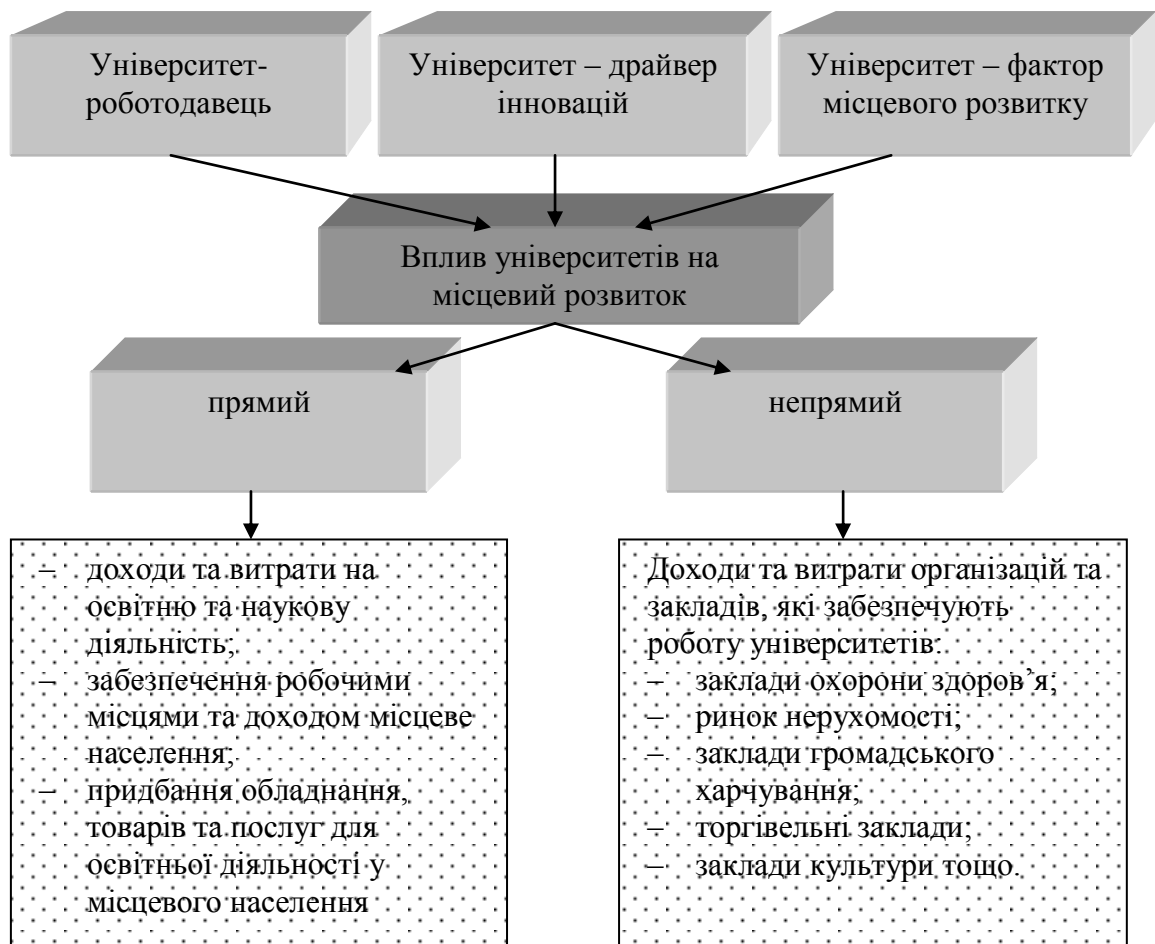 Університет-
роботодавець
Університет – драйвер
інновацій
Університет – фактор
місцевого розвитку
Вплив університетів на
місцевий розвиток
прямий
непрямий
– доходи та витрати на
освітню та наукову
діяльність;
– забезпечення робочими
місцями та доходом місцеве
населення;
– придбання обладнання,
товарів та послуг для
освітньої діяльності у
місцевого населення
Доходи та витрати організацій та
закладів, які забезпечують
роботу університетів:
– заклади охорони здоров’я;
– ринок нерухомості;
– заклади громадського
харчування;
– торгівельні заклади;
– заклади культури тощо.